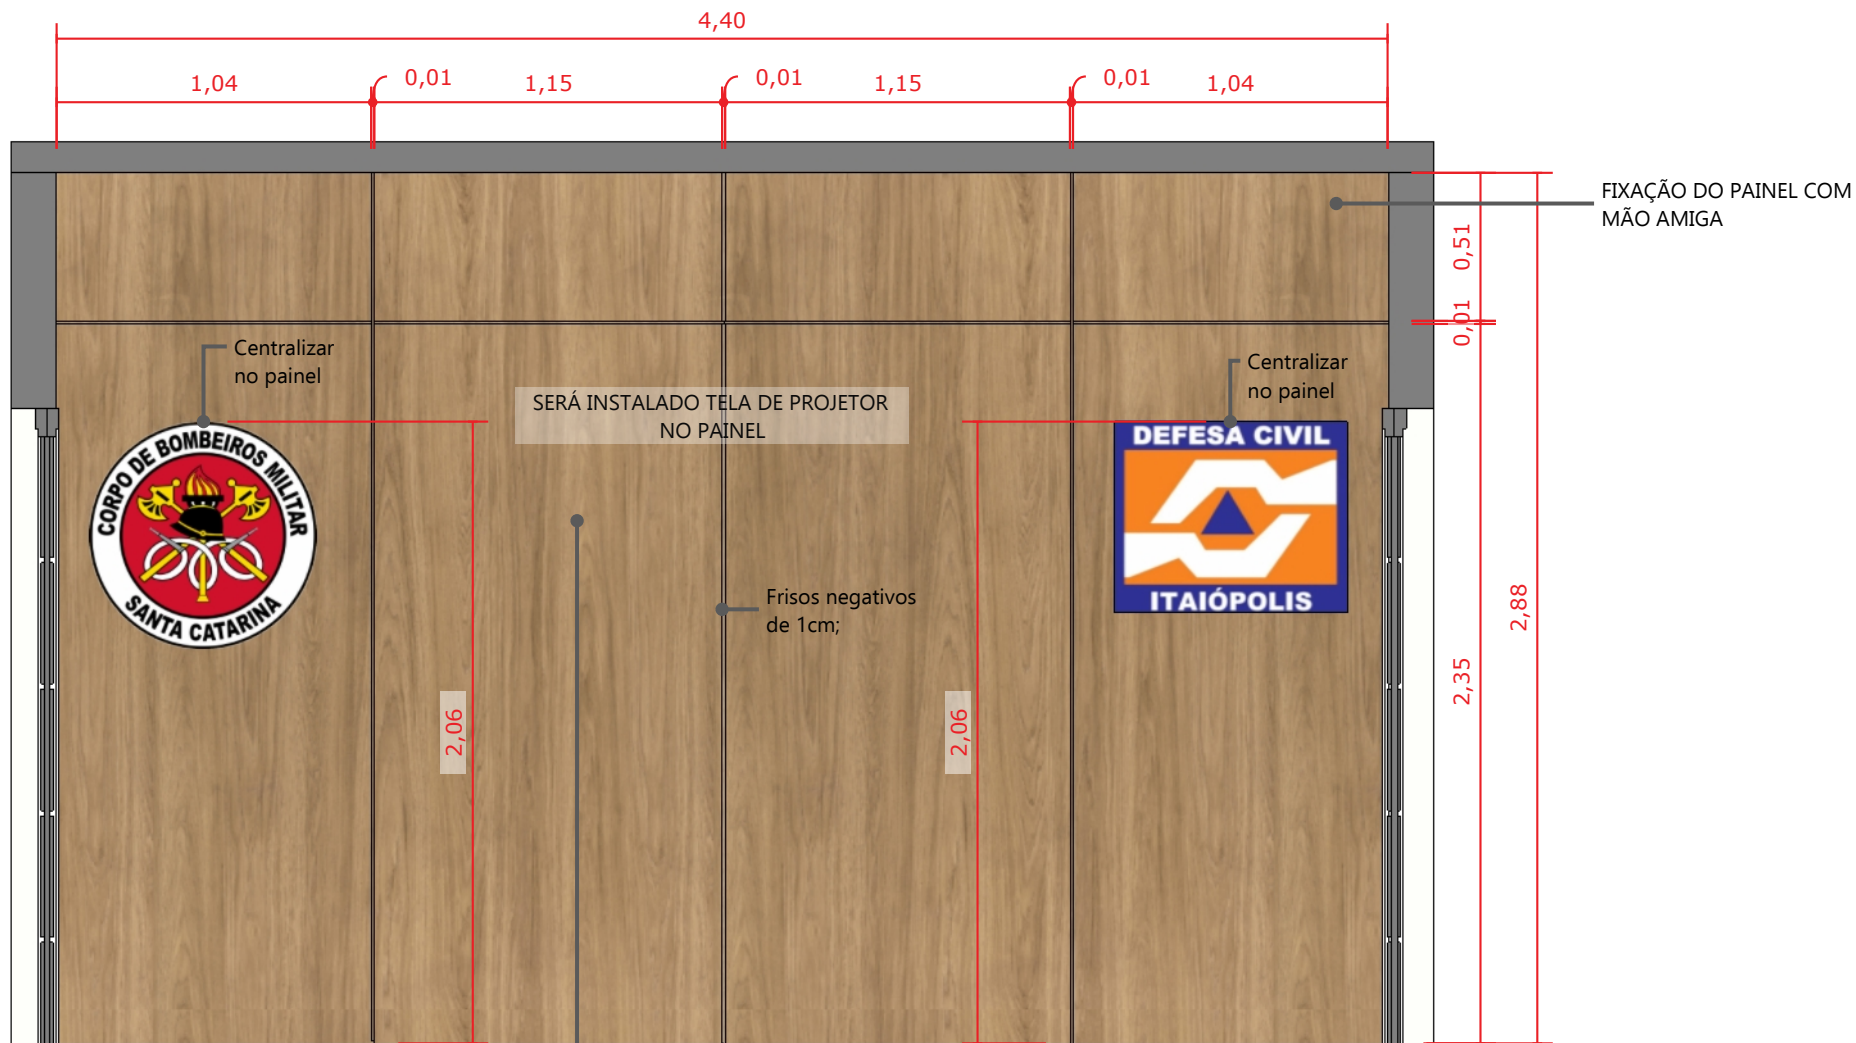 4,40
1,04
0,01
1,15
0,01
1,15
0,01
1,04
FIXAÇÃO DO PAINEL COM
MÃO AMIGA
0,51
0,01
Centralizar
no painel
Centralizar
no painel
SERÁ INSTALADO TELA DE PROJETOR
NO PAINEL
CORPO DE BOMBEIROS MILITAR
SANTA CATARINA
DEFESA CIVIL
ITAIÓPOLIS
Frisos negativos
de 1cm;
2,88
2,35
2,06
2,06